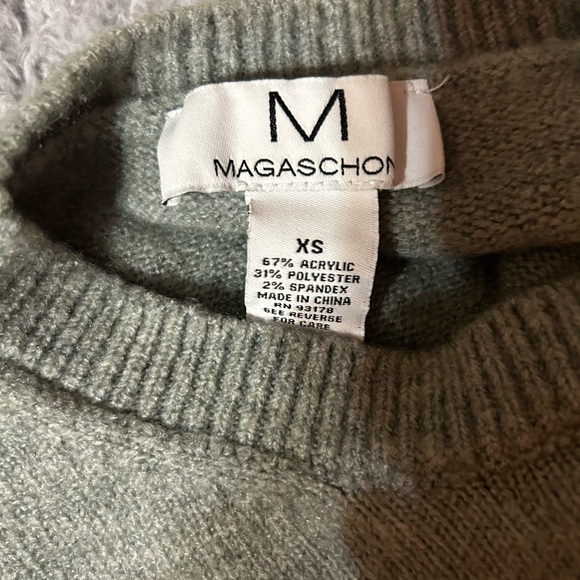 M
MAGASCHON
XS
67% ACRYLIC
31% POLYESTER
2% SPANDEX
MADE IN CHINA
RN 93178
SEE REVERSE
FOR CARE